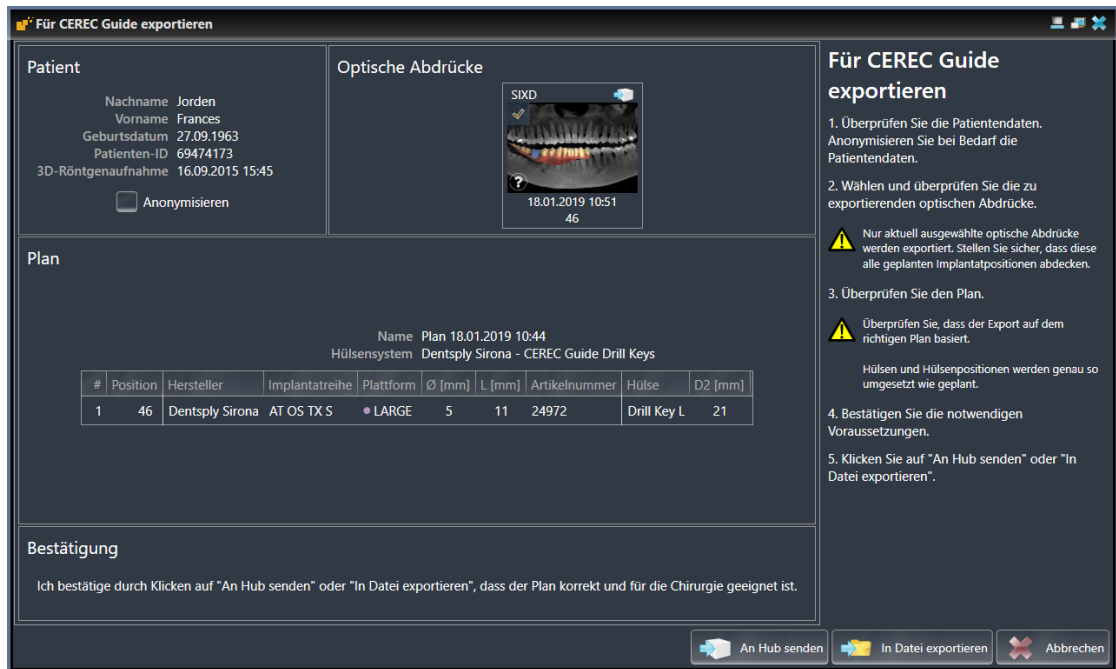 Für CEREC Guide exportieren
Patient
Nachname Jorden
Vorname Frances
Geburtsdatum 27.09.1963
Patienten-ID 69474173
3D-Röntgenaufnahme 16.09.2015 15:45
Anonymisieren
Optische Abdrücke
SIXD
?
18.01.2019 10:51
46
Plan
Name Plan 18.01.2019 10:44
Hülsensystem Dentsply Sirona - CEREC Guide Drill Keys
# Position Hersteller Implantatreihe Plattform Ø [mm] L [mm] Artikelnummer Hülse D2 [mm]
1 46 Dentsply Sirona AT OS TX S LARGE 5 11 24972 Drill Key L 21
Bestätigung
Ich bestätige durch Klicken auf "An Hub senden" oder "In Datei exportieren", dass der Plan korrekt und für die Chirurgie geeignet ist.
Für CEREC Guide
exportieren
1. Überprüfen Sie die Patientendaten.
Anonymisieren Sie bei Bedarf die
Patientendaten.
2. Wählen und überprüfen Sie die zu
exportierenden optischen Abdrücke.
Nur aktuell ausgewählte optische Abdrücke
werden exportiert. Stellen Sie sicher, dass diese
alle geplanten Implantatpositionen abdecken.
3. Überprüfen Sie den Plan.
Überprüfen Sie, dass der Export auf dem
richtigen Plan basiert.
Hülsen und Hülsenpositionen werden genau so
umgesetzt wie geplant.
4. Bestätigen Sie die notwendigen
Voraussetzungen.
5. Klicken Sie auf "An Hub senden" oder "In
Datei exportieren".
An Hub senden
In Datei exportieren
Abbrechen